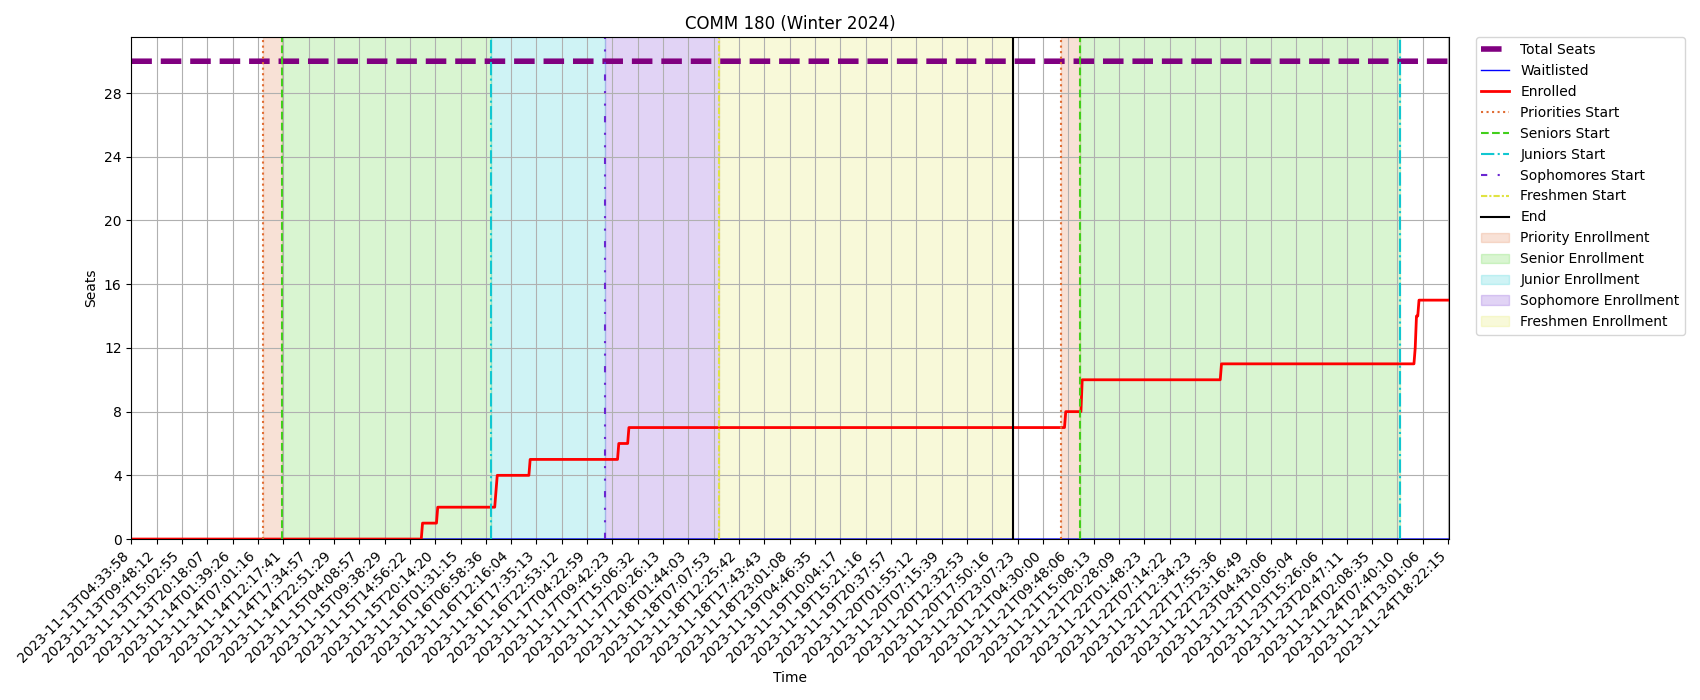 COMM 180 (Winter 2024)
Total Seats
Waitlisted
Enrolled
Priorities Start
Seniors Start
Juniors Start
Sophomores Start
Freshmen Start
End
Priority Enrollment
Senior Enrollment
Junior Enrollment
Sophomore Enrollment
Freshmen Enrollment
Seats
28
24
20
16
12
8
4
0
2023-11-13T04:33:58
2023-11-13T09:48:12
2023-11-13T15:02:55
2023-11-13T20:18:07
2023-11-14T01:39:26
2023-11-14T07:01:16
2023-11-14T12:17:41
2023-11-14T17:34:57
2023-11-14T22:51:29
2023-11-15T04:08:57
2023-11-15T09:38:29
2023-11-15T14:56:22
2023-11-15T20:14:20
2023-11-16T01:31:15
2023-11-16T06:58:36
2023-11-16T12:16:04
2023-11-16T17:35:13
2023-11-16T22:53:12
2023-11-17T04:22:59
2023-11-17T09:42:23
2023-11-17T15:06:32
2023-11-17T20:26:13
2023-11-18T01:44:03
2023-11-18T07:07:53
2023-11-18T12:25:42
2023-11-18T17:43:43
2023-11-18T23:01:08
2023-11-19T04:46:35
2023-11-19T10:04:17
2023-11-19T15:21:16
2023-11-19T20:37:57
2023-11-20T01:55:12
2023-11-20T07:15:39
2023-11-20T12:32:53
2023-11-20T17:50:16
2023-11-20T23:07:23
2023-11-21T04:30:00
2023-11-21T09:48:06
2023-11-21T15:08:13
2023-11-21T20:28:09
2023-11-22T01:48:23
2023-11-22T07:14:22
2023-11-22T12:34:23
2023-11-22T17:55:36
2023-11-22T23:16:49
2023-11-23T04:43:06
2023-11-23T10:05:04
2023-11-23T15:26:06
2023-11-23T20:47:11
2023-11-24T02:08:35
2023-11-24T07:40:10
2023-11-24T13:01:06
2023-11-24T18:22:15
Time